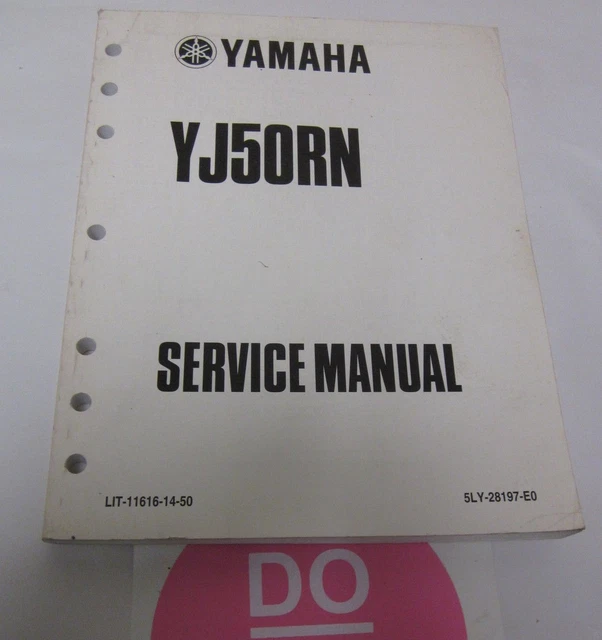 YAMAHA
YJ50RN
SERVICE MANUAL
LIT-11616-14-50
5LY-28197-E0
DO